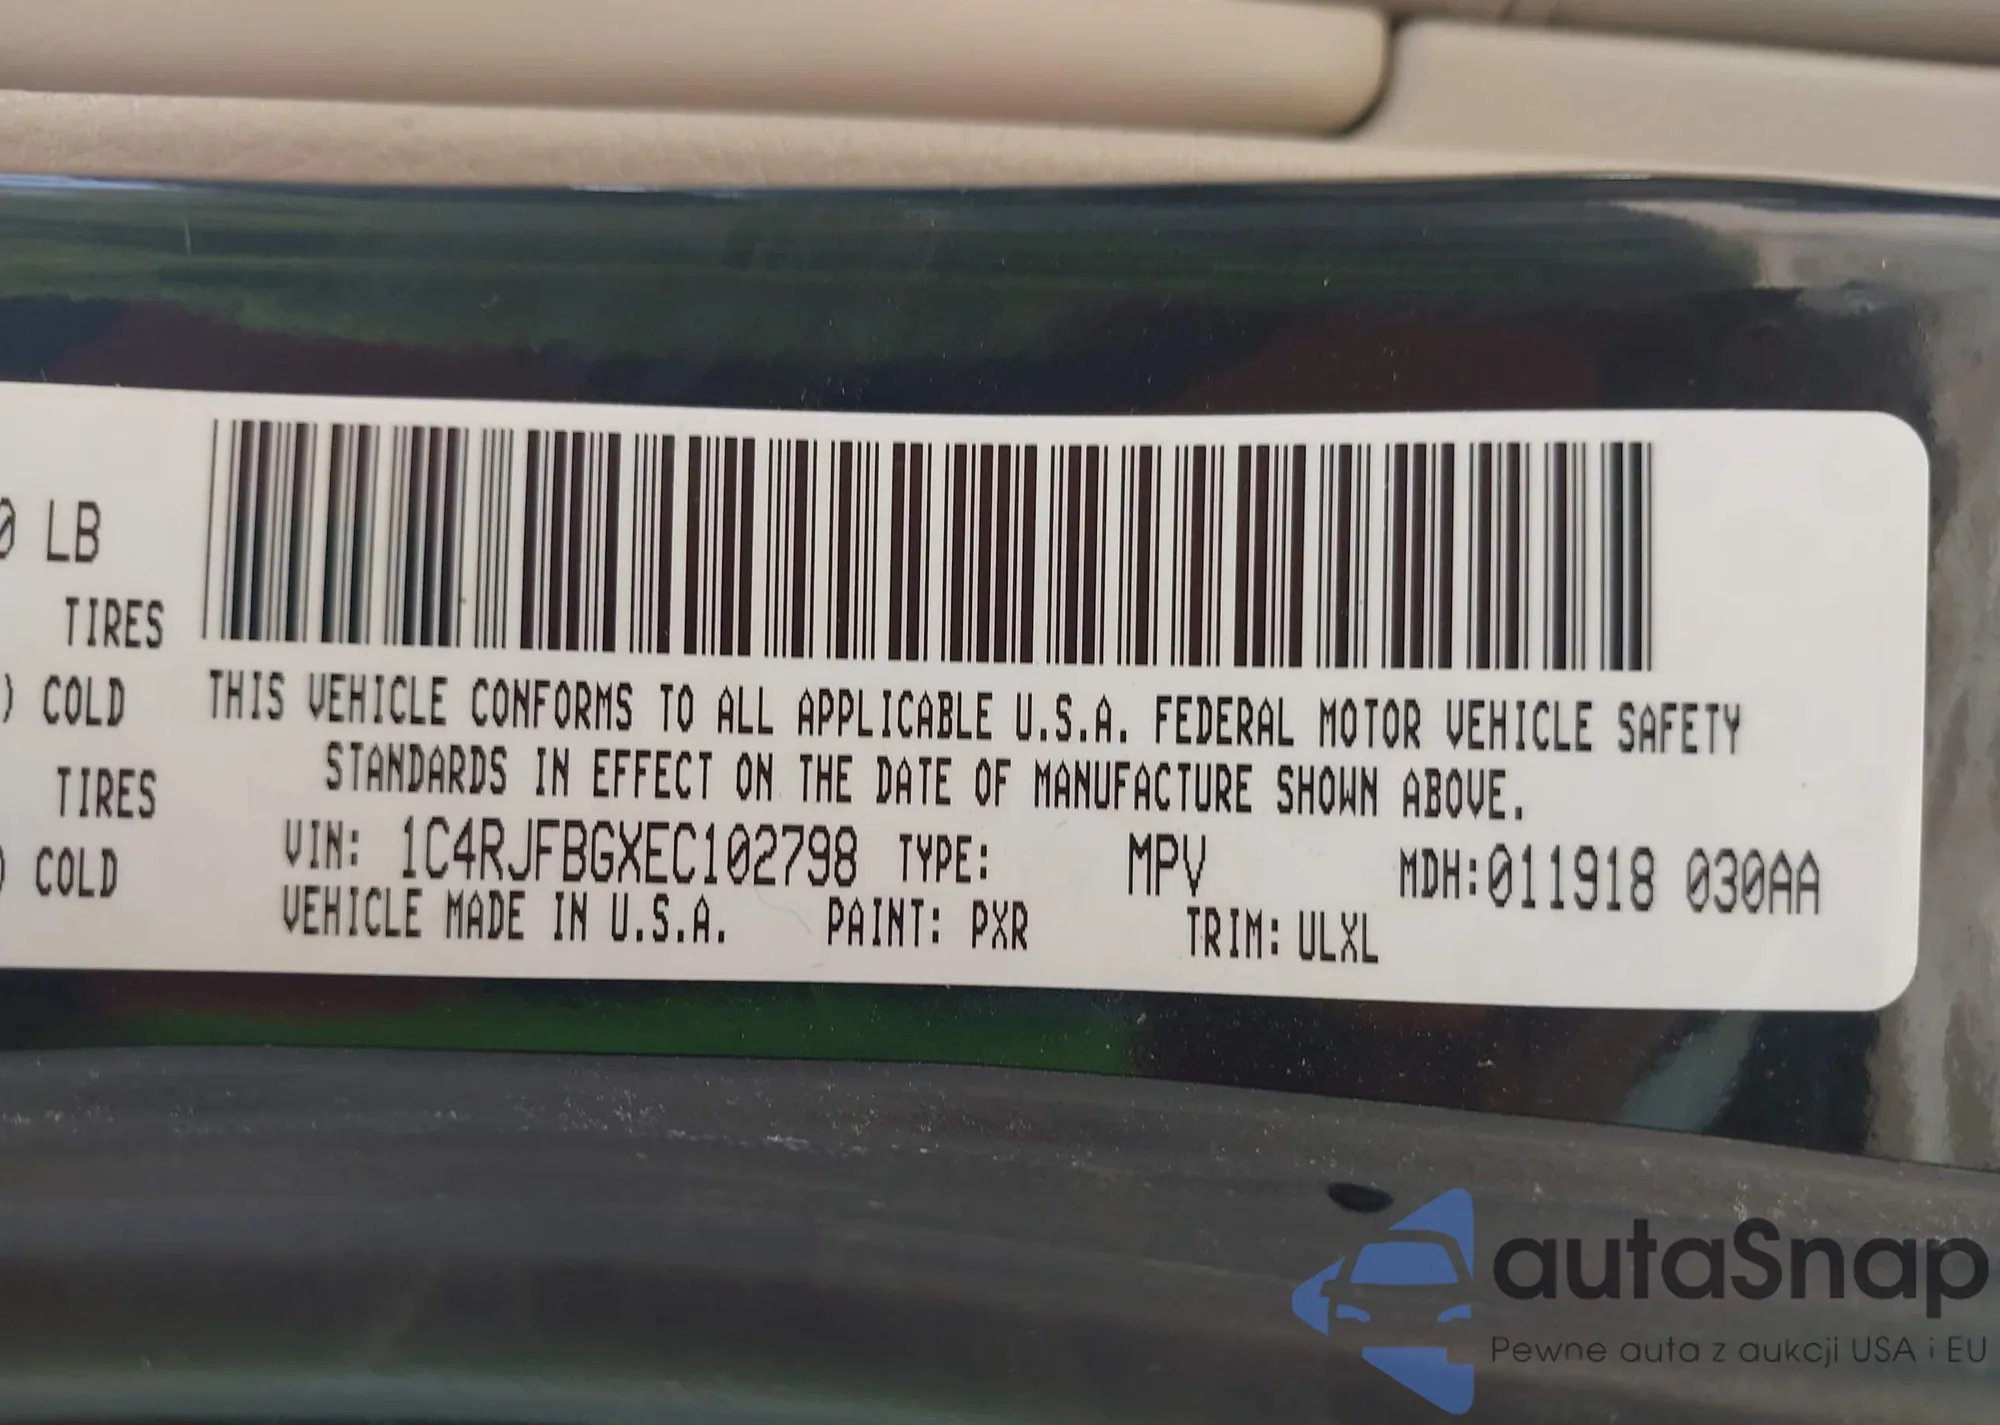 0 LB
TIRES
) COLD
TIRES
) COLD
THIS VEHICLE CONFORMS TO ALL APPLICABLE U.S.A. FEDERAL MOTOR VEHICLE SAFETY
STANDARDS IN EFFECT ON THE DATE OF MANUFACTURE SHOWN ABOVE.
VIN: 1C4RJFBGXEC102798 TYPE: MPV MDH:011918 030AA
VEHICLE MADE IN U.S.A. PAINT: PXR TRIM: ULXL
autaSnap
Pewne auta z aukcji USA i EU